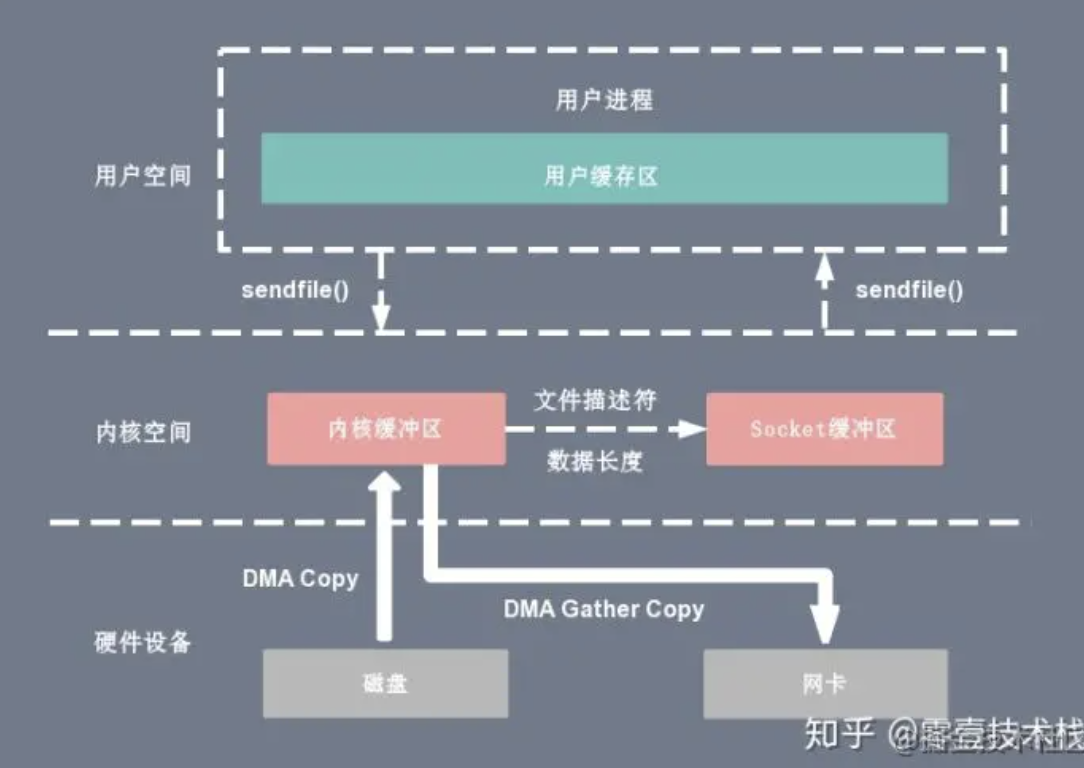 用户进程
用户空间
用户缓存区
sendfile()
sendfile()
内核空间
内核缓冲区
文件描述符
数据长度
Socket缓冲区
DMA Copy
DMA Gather Copy
硬件设备
磁盘
网卡
知乎 @零壹技术栈